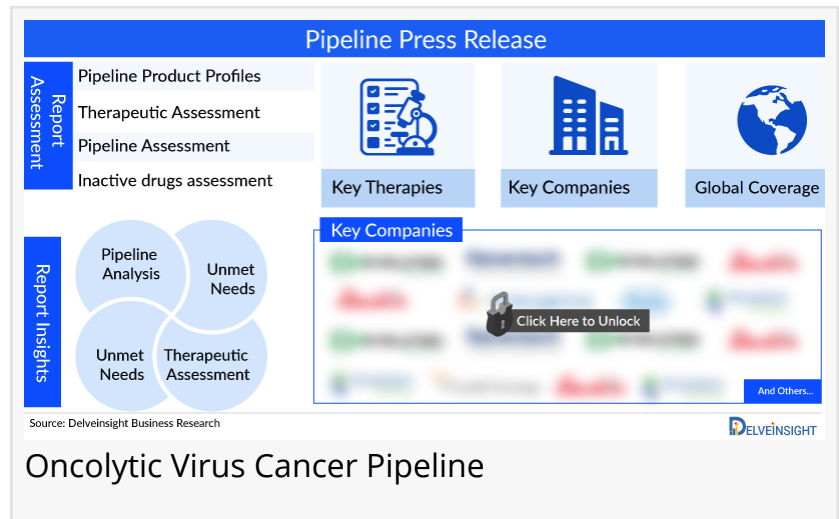 Pipeline Press Release
Report
Assessment
Pipeline Product Profiles
Therapeutic Assessment
Pipeline Assessment
Inactive drugs assessment
Key Therapies
Key Companies
Global Coverage
Report Insights
Pipeline
Analysis
Unmet
Needs
Unmet
Needs
Therapeutic
Assessment
Key Companies
Click Here to Unlock
And Others...
Source: Delveinsight Business Research
DELVEINSIGHT
Oncolytic Virus Cancer Pipeline